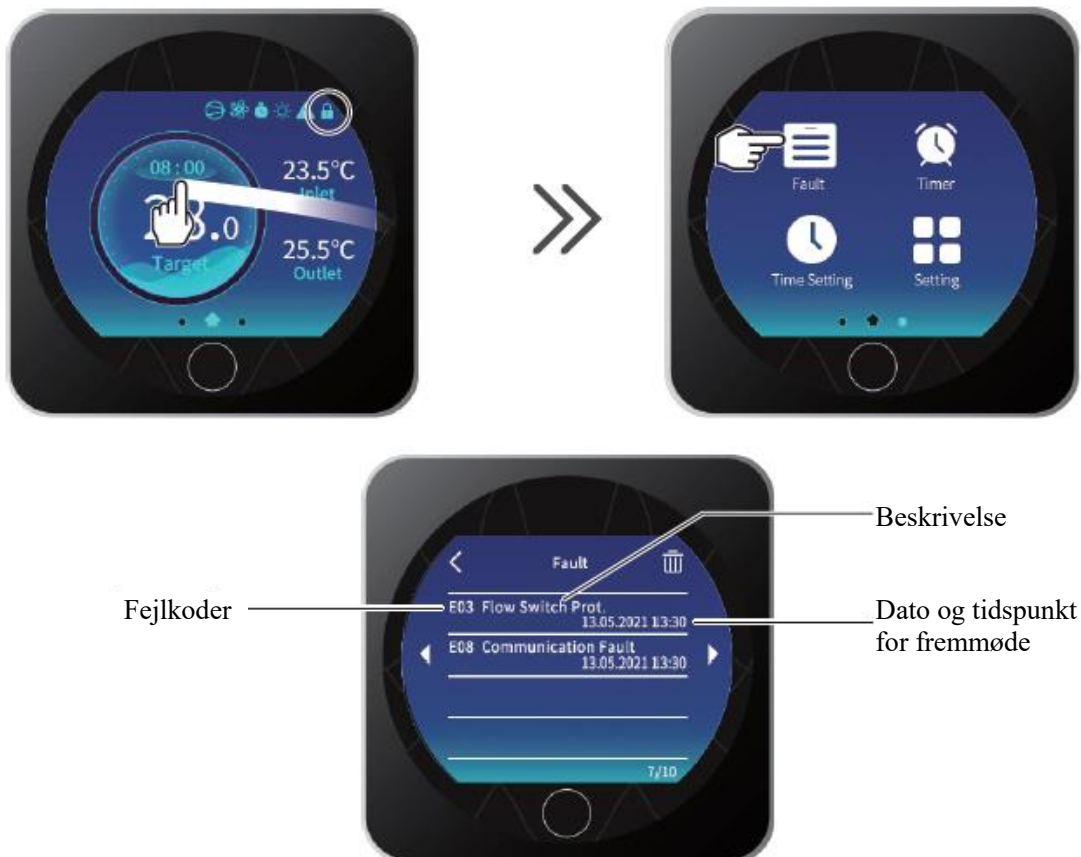 08:00
23.5°C
Inlet
.0
25.5°C
Target
Outlet
Fault
Timer
Time Setting
Setting
Beskrivelse
Fault
Fejlkoder
E03 Flow Switch Prot.
13.05.2021 13:30
Dato og tidspunkt
for fremmøde
E08 Communication Fault
13.05.2021 13:30
7/10